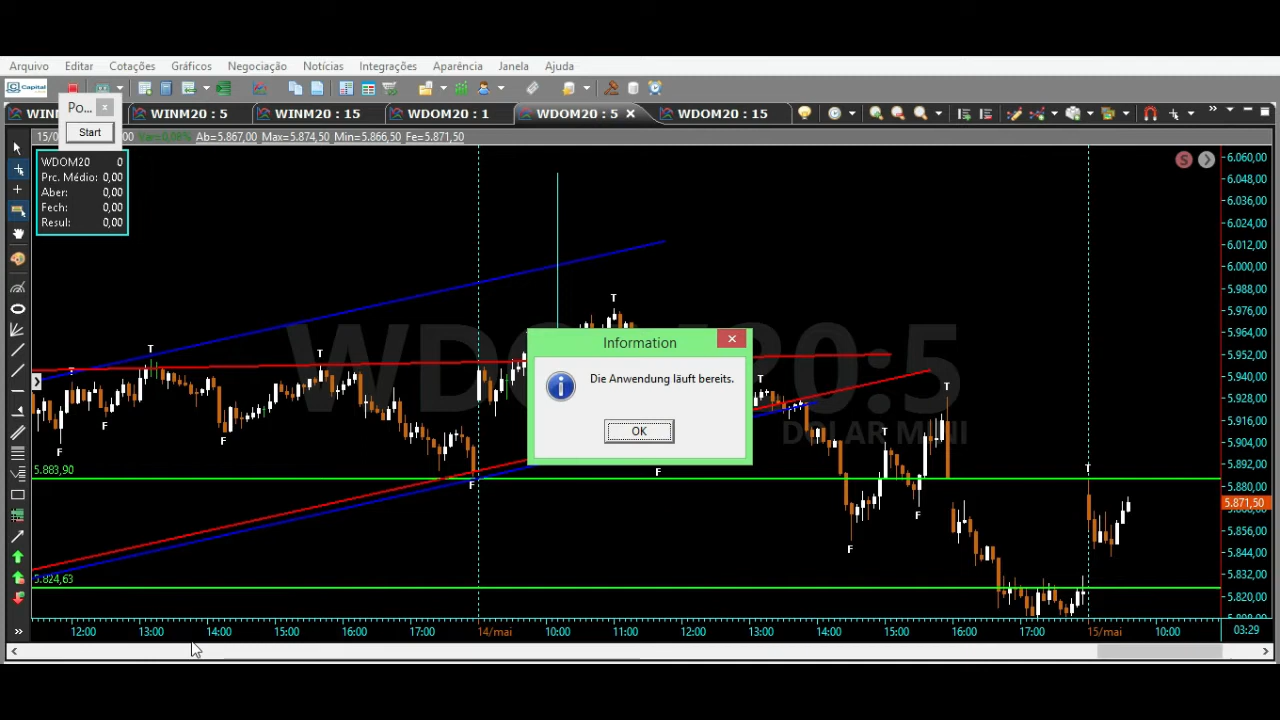 Arquivo Editar Cotações Gráficos Negociação Notícias Integrações Aparência Janela Ajuda
Capital
Po...
Start
WINM20 : 5 WINM20 : 15 WDOM20 : 1 WDOM20 : 5 WDOM20 : 15
Var=0,08% Ab=5.867,00 Max=5.874,50 Min=5.866,50 Fe=5.871,50
WDOM20 0
Prc. Médio: 0,00
Aber: 0,00
Fech: 0,00
Resul: 0,00
S
WDOM20:5
DOLAR MINI
Information
Die Anwendung läuft bereits.
OK
T T T T T T T T
F F F F F F F
5.883,90
5.824,63
6.060,00
6.048,00
6.036,00
6.024,00
6.012,00
6.000,00
5.988,00
5.976,00
5.964,00
5.952,00
5.940,00
5.928,00
5.916,00
5.904,00
5.892,00
5.880,00
5.871,50
5.856,00
5.844,00
5.832,00
5.820,00
12:00 13:00 14:00 15:00 16:00 17:00 14/mai 10:00 11:00 12:00 13:00 14:00 15:00 16:00 17:00 15/mai 10:00 03:29